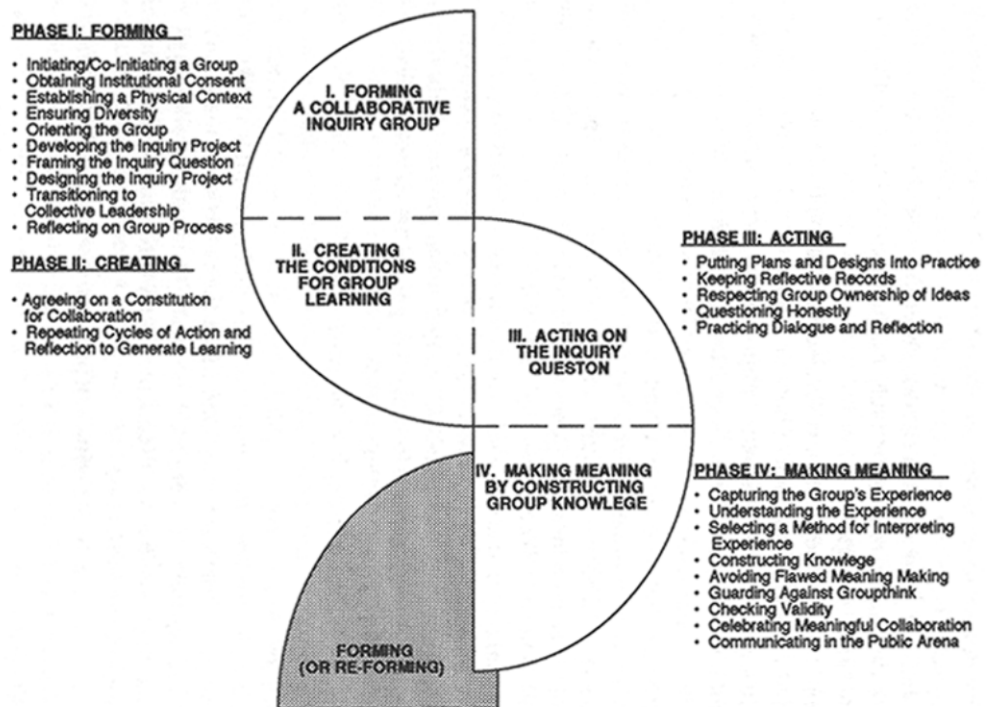 PHASE I: FORMING
• Initiating/Co-Initiating a Group
• Obtaining Institutional Consent
• Establishing a Physical Context
• Ensuring Diversity
• Orienting the Group
• Developing the Inquiry Project
• Framing the Inquiry Question
• Designing the Inquiry Project
• Transitioning to
Collective Leadership
• Reflecting on Group Process
PHASE II: CREATING
• Agreeing on a Constitution
for Collaboration
• Repeating Cycles of Action and
Reflection to Generate Learning
I. FORMING
A COLLABORATIVE
INQUIRY GROUP
II. CREATING
THE CONDITIONS
FOR GROUP
LEARNING
III. ACTING ON
THE INQUIRY
QUESTON
PHASE III: ACTING
• Putting Plans and Designs Into Practice
• Keeping Reflective Records
• Respecting Group Ownership of Ideas
• Questioning Honestly
• Practicing Dialogue and Reflection
IV. MAKING MEANING
BY CONSTRUCTING
GROUP KNOWLEGE
PHASE IV: MAKING MEANING
• Capturing the Group's Experience
• Understanding the Experience
• Selecting a Method for Interpreting
Experience
• Constructing Knowlege
• Avoiding Flawed Meaning Making
• Guarding Against Groupthink
• Checking Validity
• Celebrating Meaningful Collaboration
• Communicating in the Public Arena
FORMING
(OR RE-FORMING)